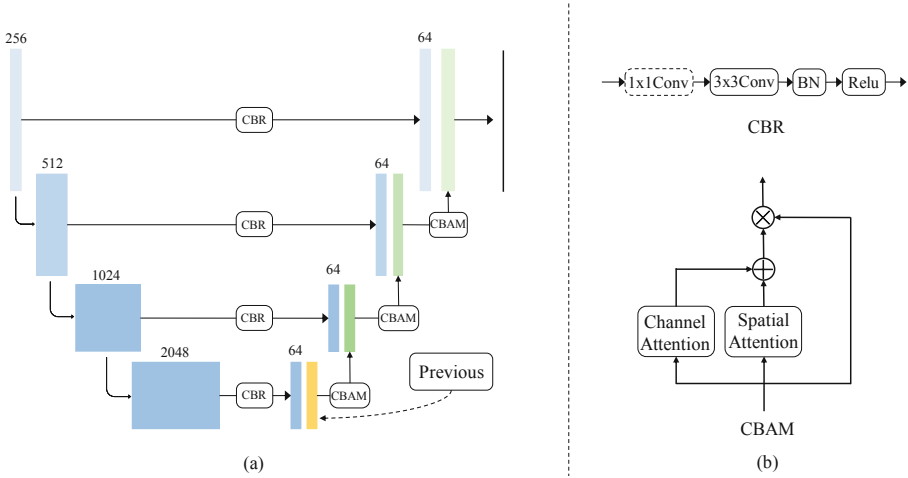 256
64
CBR
512
64
CBR
CBAM
1024
64
CBR
CBAM
2048
64
CBR
CBAM
Previous
(a)
1x1Conv
3x3Conv
BN
Relu
CBR
Channel
Attention
Spatial
Attention
CBAM
(b)